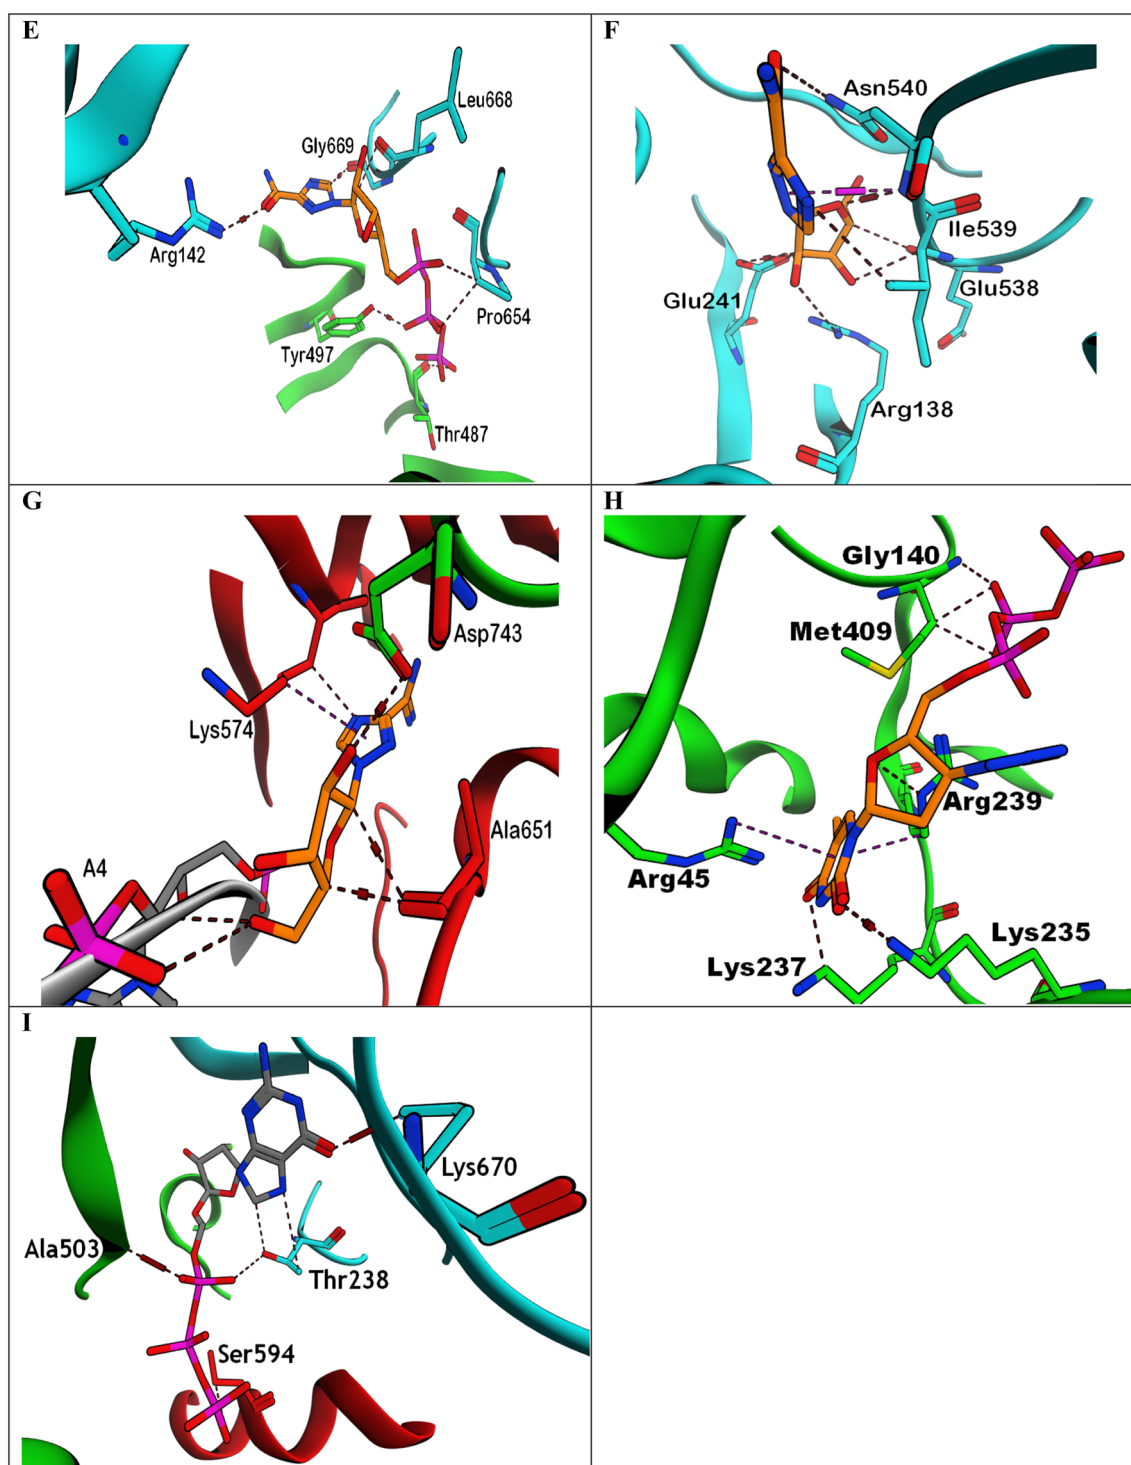 E
Leu668
Gly669
Arg142
Pro654
Tyr497
Thr487
F
Asn540
Ile539
Glu538
Glu241
Arg138
G
Asp743
Lys574
Ala651
A4
H
Gly140
Met409
Arg239
Arg45
Lys235
Lys237
I
Lys670
Ala503
Thr238
Ser594